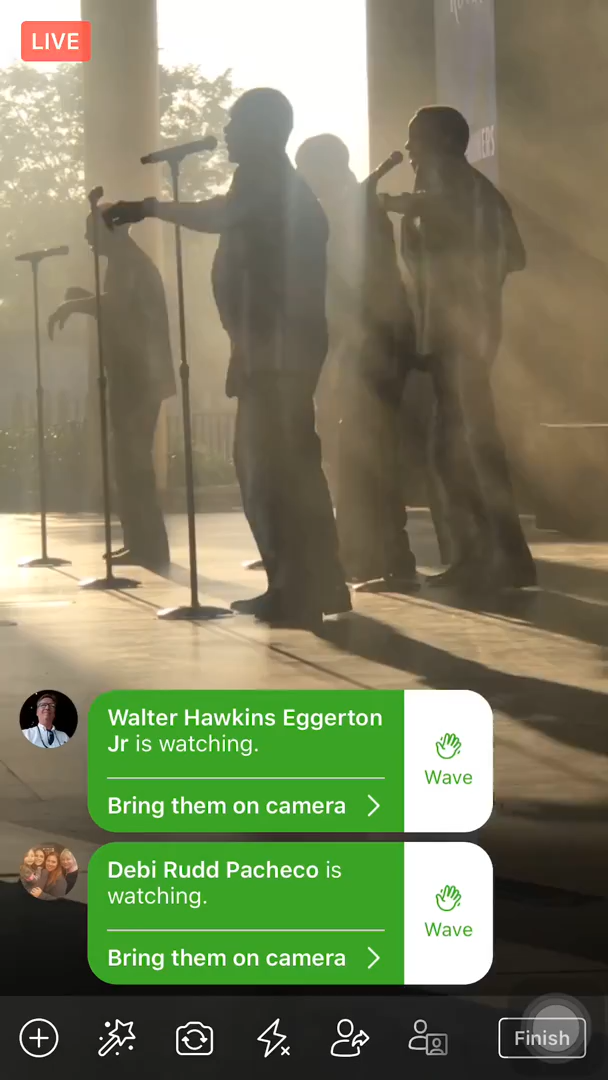 LIVE
ERS
Walter Hawkins Eggerton
Jr is watching.
Wave
Bring them on camera
Debi Rudd Pacheco is
watching.
Wave
Bring them on camera
Finish